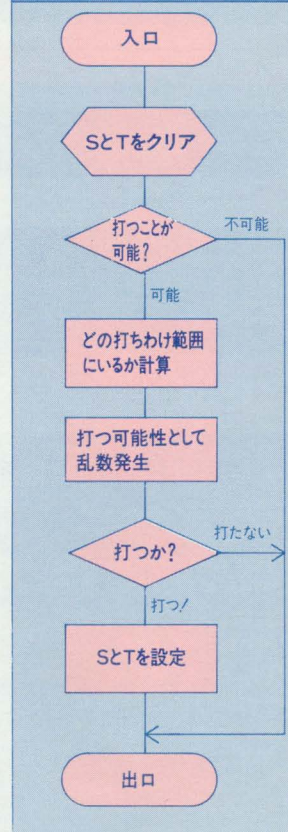 入口
SとTをクリア
打つことが
可能？
不可能
可能
どの打ちわけ範囲
にいるか計算
打つ可能性として
乱数発生
打つか？
打たない
打つ！
SとTを設定
出口